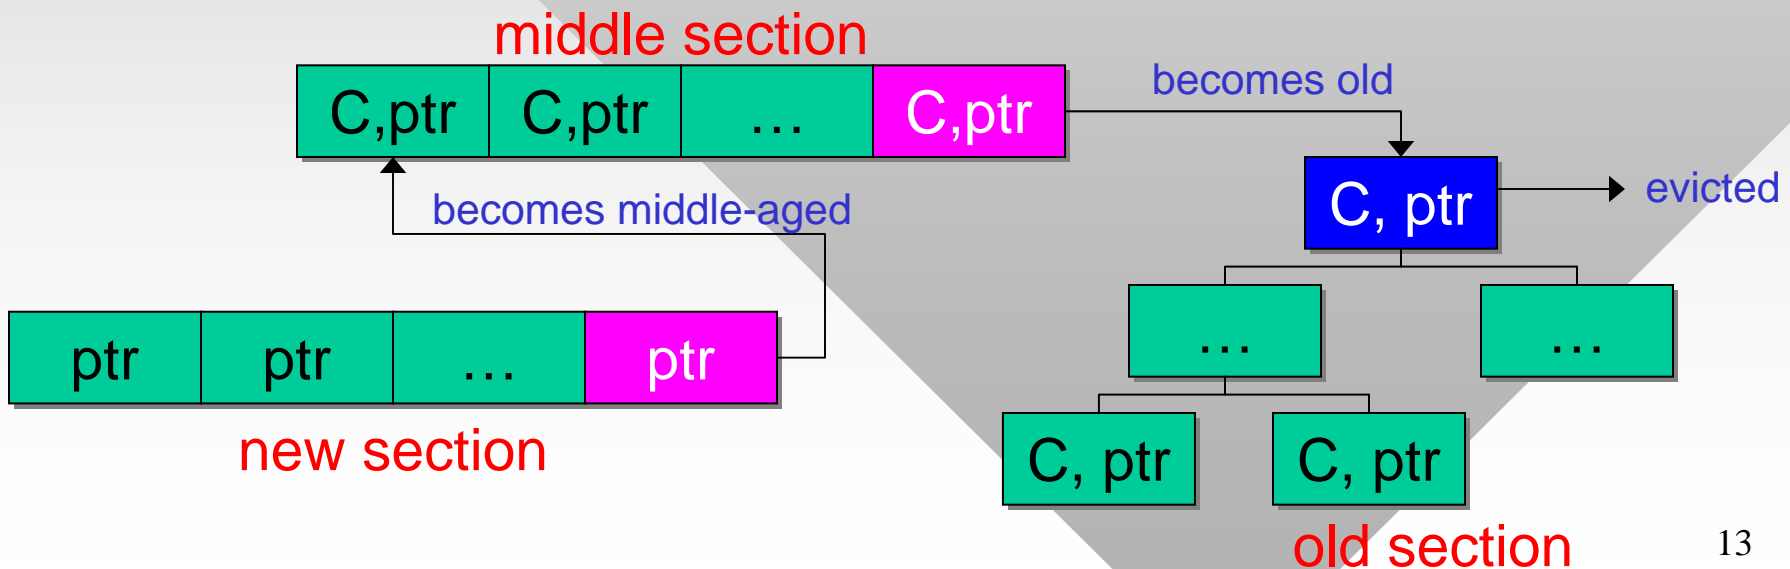 middle section
C,ptr C,ptr … C,ptr
becomes old
C, ptr
evicted
becomes middle-aged
… …
ptr ptr … ptr
new section
C, ptr C, ptr
old section
13